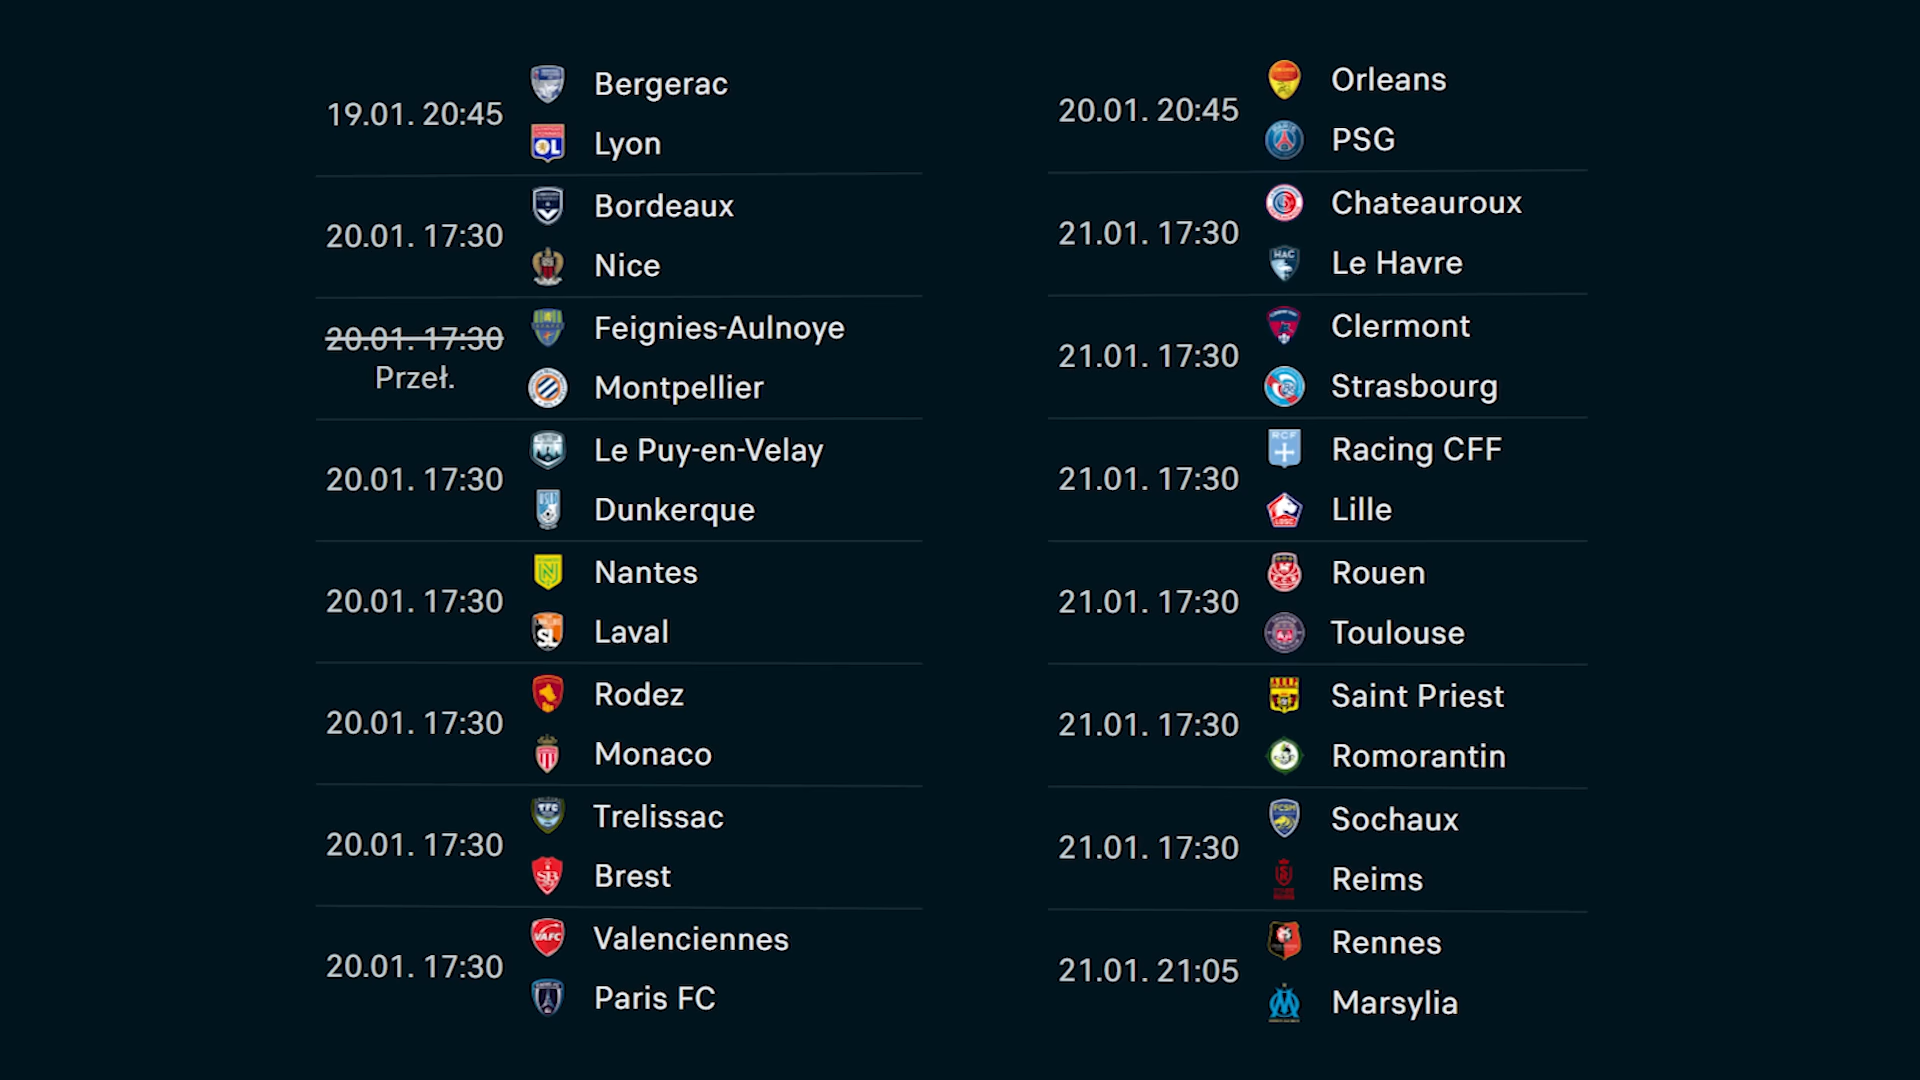 19.01. 20:45
Bergerac
Lyon
20.01. 17:30
Bordeaux
Nice
20.01. 17:30
Przeł.
Feignies-Aulnoye
Montpellier
20.01. 17:30
Le Puy-en-Velay
Dunkerque
20.01. 17:30
Nantes
Laval
20.01. 17:30
Rodez
Monaco
20.01. 17:30
Trelissac
Brest
20.01. 17:30
Valenciennes
Paris FC
20.01. 20:45
Orleans
PSG
21.01. 17:30
Chateauroux
Le Havre
21.01. 17:30
Clermont
Strasbourg
21.01. 17:30
Racing CFF
Lille
21.01. 17:30
Rouen
Toulouse
21.01. 17:30
Saint Priest
Romorantin
21.01. 17:30
Sochaux
Reims
21.01. 21:05
Rennes
Marsylia